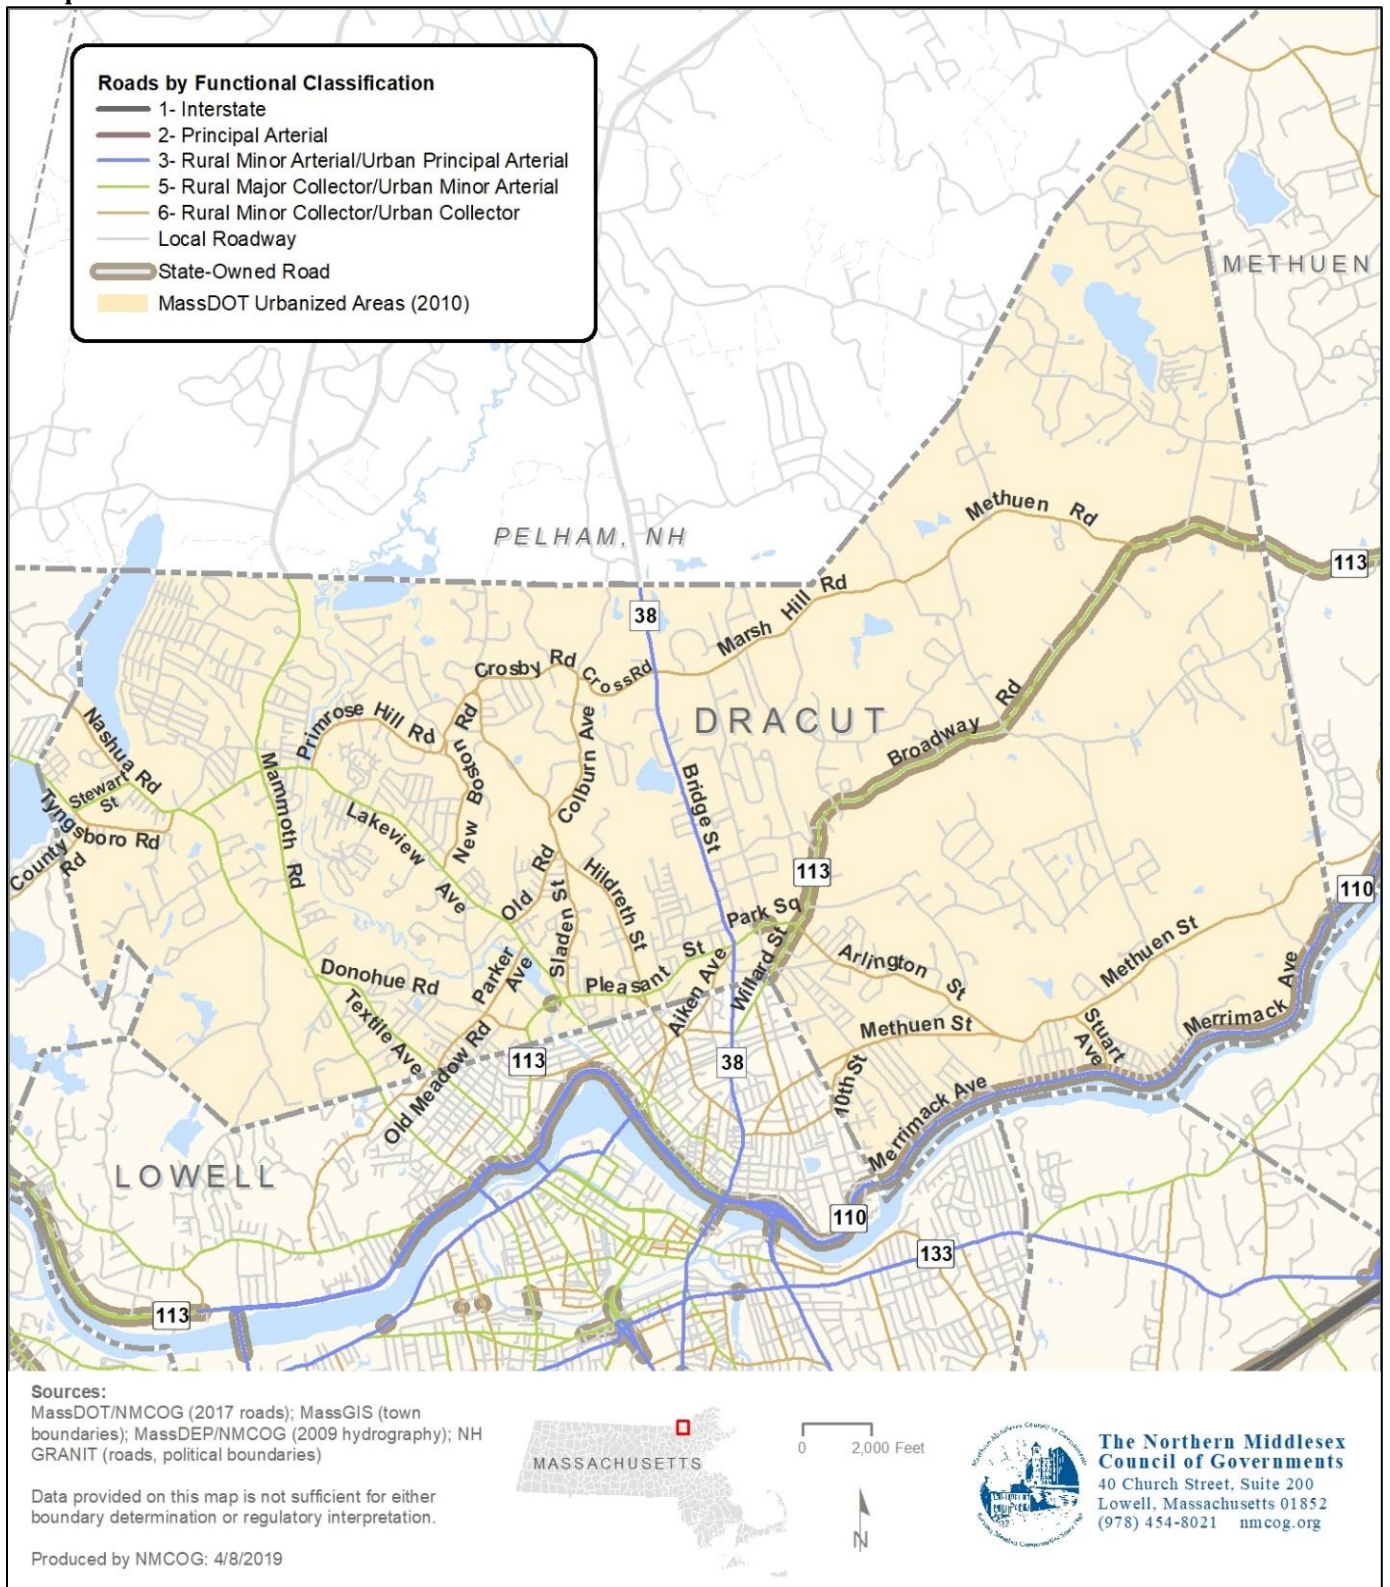 Roads by Functional Classification
1- Interstate
2- Principal Arterial
3- Rural Minor Arterial/Urban Principal Arterial
5- Rural Major Collector/Urban Minor Arterial
6- Rural Minor Collector/Urban Collector
Local Roadway
State-Owned Road
MassDOT Urbanized Areas (2010)
METHUEN
PELHAM, NH
Methuen Rd
113
38
Marsh Hill Rd
Crosby Rd
Cross Rd
DRACUT
Primrose Hill Rd
New Boston Rd
Colburn Ave
Broadway Rd
Nashua Rd
Stewart St
Tyngsboro Rd
County Rd
Mammoth Rd
Lakeview Ave
Bridge St
113
110
Old Rd
Sladen St
Hildreth St
Park Sq
Willard St
Arlington St
Methuen St
Donohue Rd
Parker Ave
Pleasant St
Aiken Ave
Textile Ave
Old Meadow Rd
113
38
Methuen St
Stuart Ave
Merrimack Ave
10th St
Merrimack Ave
LOWELL
110
133
113
Sources:
MassDOT/NMCOG (2017 roads); MassGIS (town
boundaries); MassDEP/NMCOG (2009 hydrography); NH
GRANIT (roads, political boundaries)
Data provided on this map is not sufficient for either
boundary determination or regulatory interpretation.
Produced by NMCOG: 4/8/2019
MASSACHUSETTS
0 2,000 Feet
N
The Northern Middlesex
Council of Governments
40 Church Street, Suite 200
Lowell, Massachusetts 01852
(978) 454-8021 nmcog.org